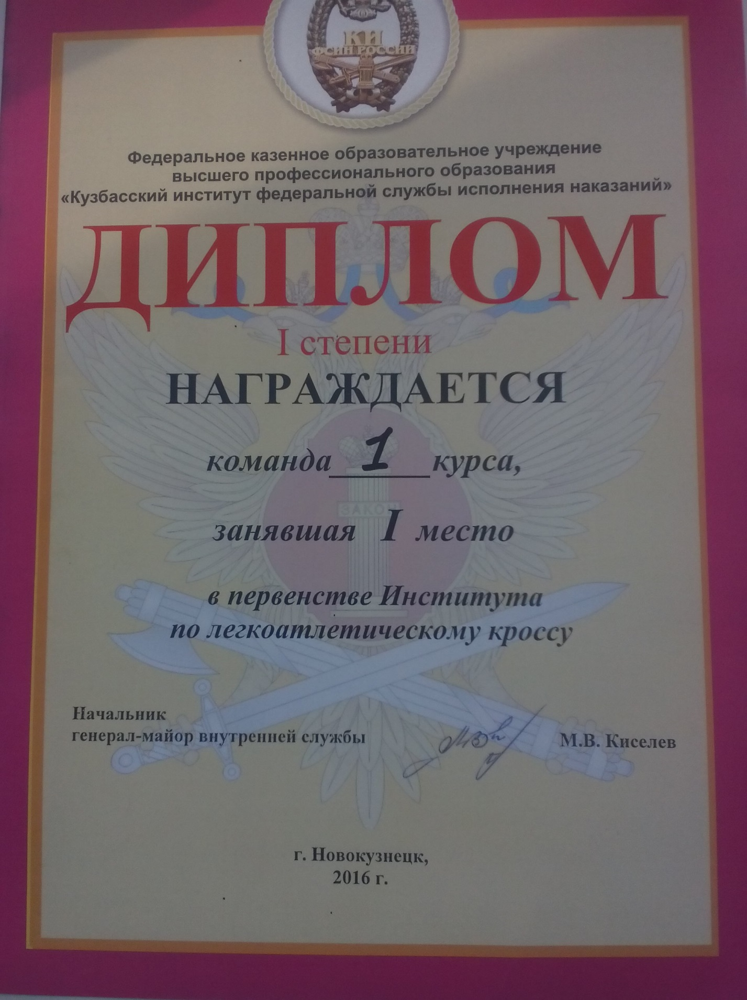 КИ
ФСИН РОССИИ
Федеральное казенное образовательное учреждение
высшего профессионального образования
«Кузбасский институт федеральной службы исполнения наказаний»
ДИПЛОМ
I степени
НАГРАЖДАЕТСЯ
команда 1 курса,
ЗАКОН
занявшая I место
в первенстве Института
по легкоатлетическому кроссу
Начальник
генерал-майор внутренней службы М.В. Киселев
г. Новокузнецк,
2016 г.